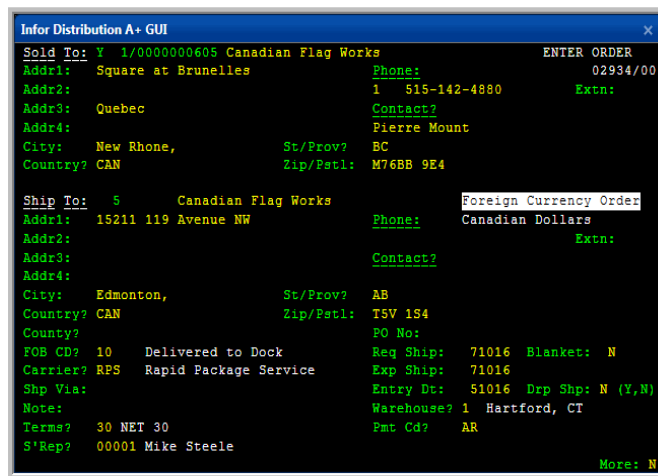 Infor Distribution A+ GUI ×
Sold To: Y 1/0000000605 Canadian Flag Works ENTER ORDER
Addr1: Square at Brunelles Phone: 02934/00
Addr2: 1 515-142-4880 Extn:
Addr3: Quebec Contact?
Addr4: Pierre Mount
City: New Rhone, St/Prov? BC
Country? CAN Zip/Pstl: M76BB 9E4
Ship To: 5 Canadian Flag Works Foreign Currency Order
Addr1: 15211 119 Avenue NW Phone: Canadian Dollars
Addr2: Extn:
Addr3: Contact?
Addr4:
City: Edmonton, St/Prov? AB
Country? CAN Zip/Pstl: T5V 1S4
County? PO No:
FOB CD? 10 Delivered to Dock Req Ship: 71016 Blanket: N
Carrier? RPS Rapid Package Service Exp Ship: 71016
Shp Via: Entry Dt: 51016 Drp Shp: N (Y,N)
Note: Warehouse? 1 Hartford, CT
Terms? 30 NET 30 Pmt Cd? AR
S'Rep? 00001 Mike Steele
More: N